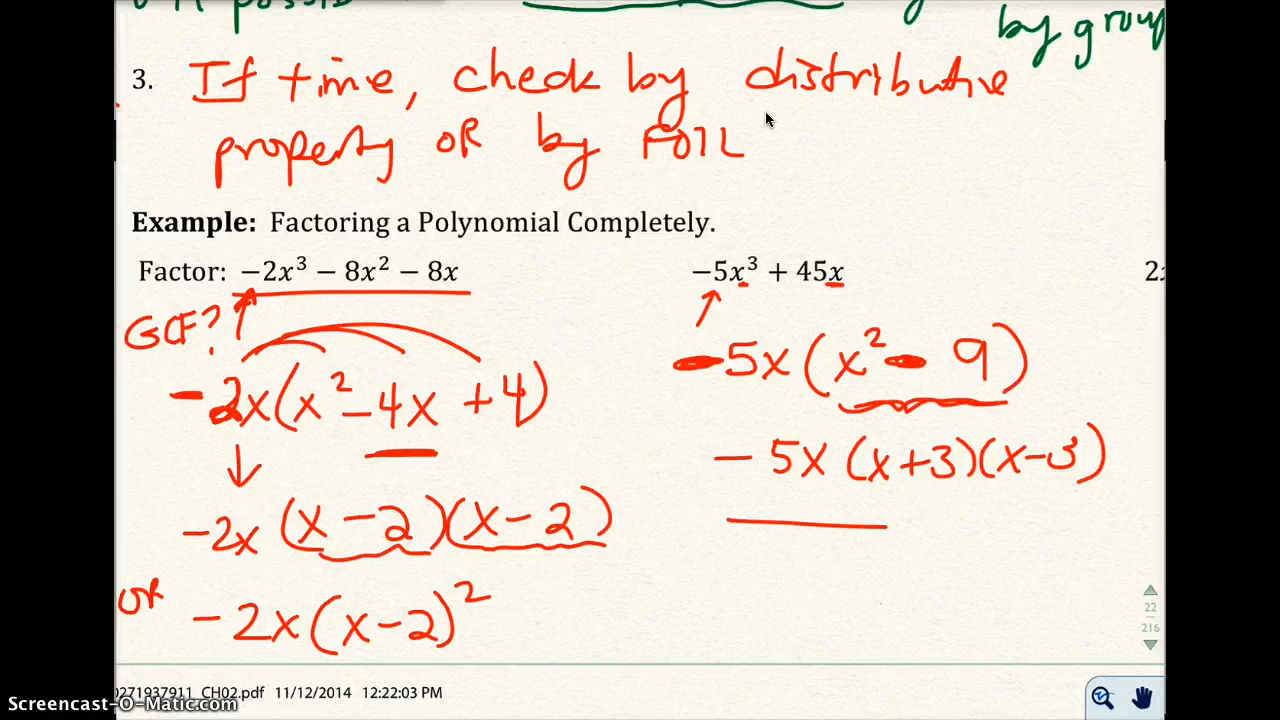 by group
3. If time, check by distributive
property OR by FOIL
Example: Factoring a Polynomial Completely.
Factor: −2x³ − 8x² − 8x
−5x³ + 45x
GCF?
−2x(x² − 4x + 4)
−2x (x − 2)(x − 2)
OR −2x(x − 2)²
−5x(x² − 9)
−5x (x+3)(x−3)
22
216
0271937911_CH02.pdf 11/12/2014 12:22:03 PM
Screencast-O-Matic.com